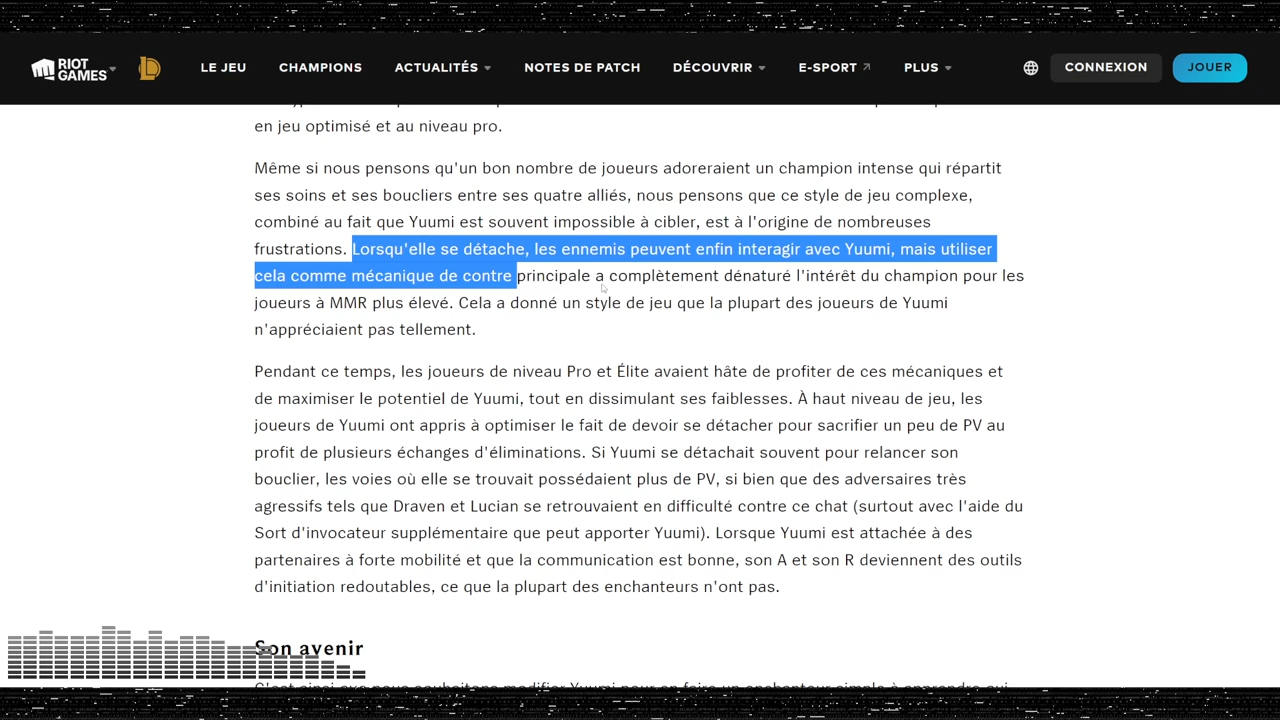 RIOT GAMES
LE JEU
CHAMPIONS
ACTUALITÉS
NOTES DE PATCH
DÉCOUVRIR
E-SPORT
PLUS
CONNEXION
JOUER
en jeu optimisé et au niveau pro.
Même si nous pensons qu'un bon nombre de joueurs adoreraient un champion intense qui répartit
ses soins et ses boucliers entre ses quatre alliés, nous pensons que ce style de jeu complexe,
combiné au fait que Yuumi est souvent impossible à cibler, est à l'origine de nombreuses
frustrations. Lorsqu'elle se détache, les ennemis peuvent enfin interagir avec Yuumi, mais utiliser
cela comme mécanique de contre principale a complètement dénaturé l'intérêt du champion pour les
joueurs à MMR plus élevé. Cela a donné un style de jeu que la plupart des joueurs de Yuumi
n'appréciaient pas tellement.
Pendant ce temps, les joueurs de niveau Pro et Élite avaient hâte de profiter de ces mécaniques et
de maximiser le potentiel de Yuumi, tout en dissimulant ses faiblesses. À haut niveau de jeu, les
joueurs de Yuumi ont appris à optimiser le fait de devoir se détacher pour sacrifier un peu de PV au
profit de plusieurs échanges d'éliminations. Si Yuumi se détachait souvent pour relancer son
bouclier, les voies où elle se trouvait possédaient plus de PV, si bien que des adversaires très
agressifs tels que Draven et Lucian se retrouvaient en difficulté contre ce chat (surtout avec l'aide du
Sort d'invocateur supplémentaire que peut apporter Yuumi). Lorsque Yuumi est attachée à des
partenaires à forte mobilité et que la communication est bonne, son A et son R deviennent des outils
d'initiation redoutables, ce que la plupart des enchanteurs n'ont pas.
Son avenir